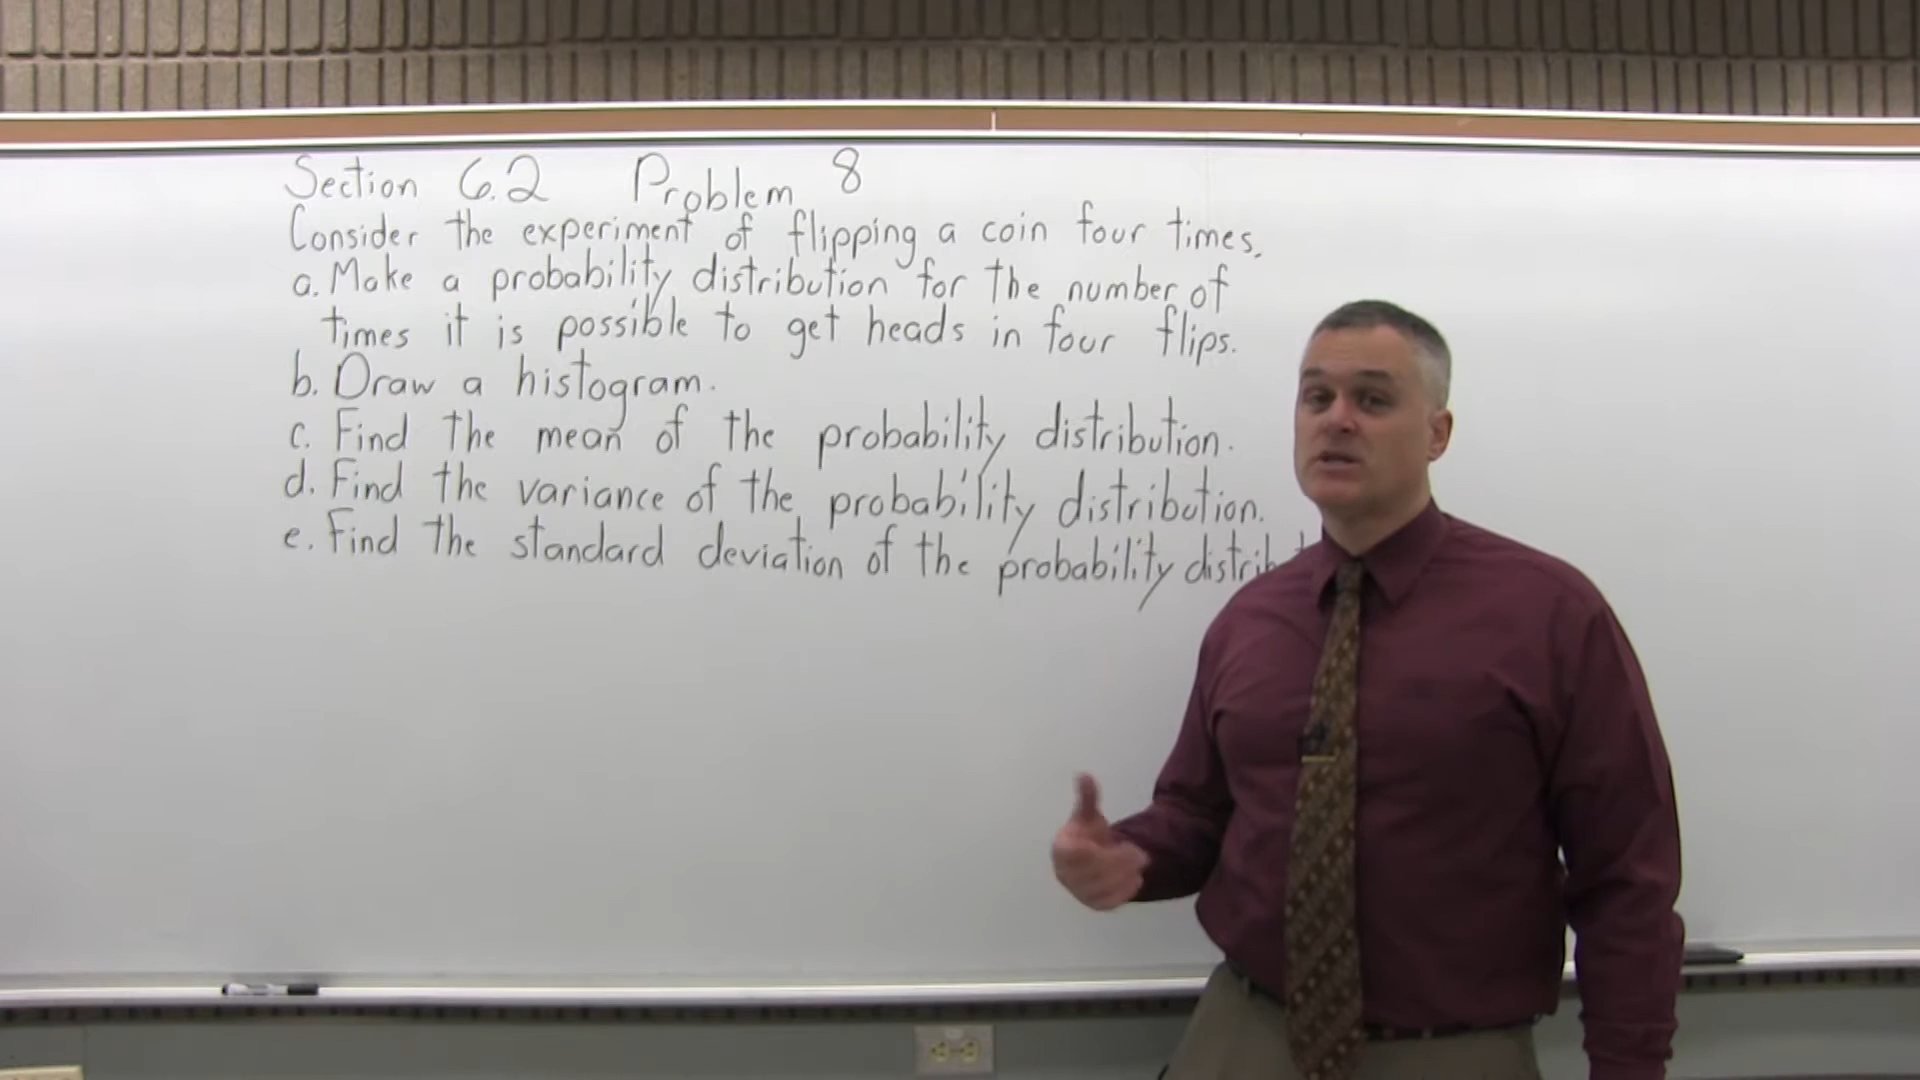 Section 6.2 Problem 8
Consider the experiment of flipping a coin four times.
a. Make a probability distribution for the number of
times it is possible to get heads in four flips.
b. Draw a histogram.
c. Find the mean of the probability distribution.
d. Find the variance of the probability distribution.
e. Find the standard deviation of the probability distribut